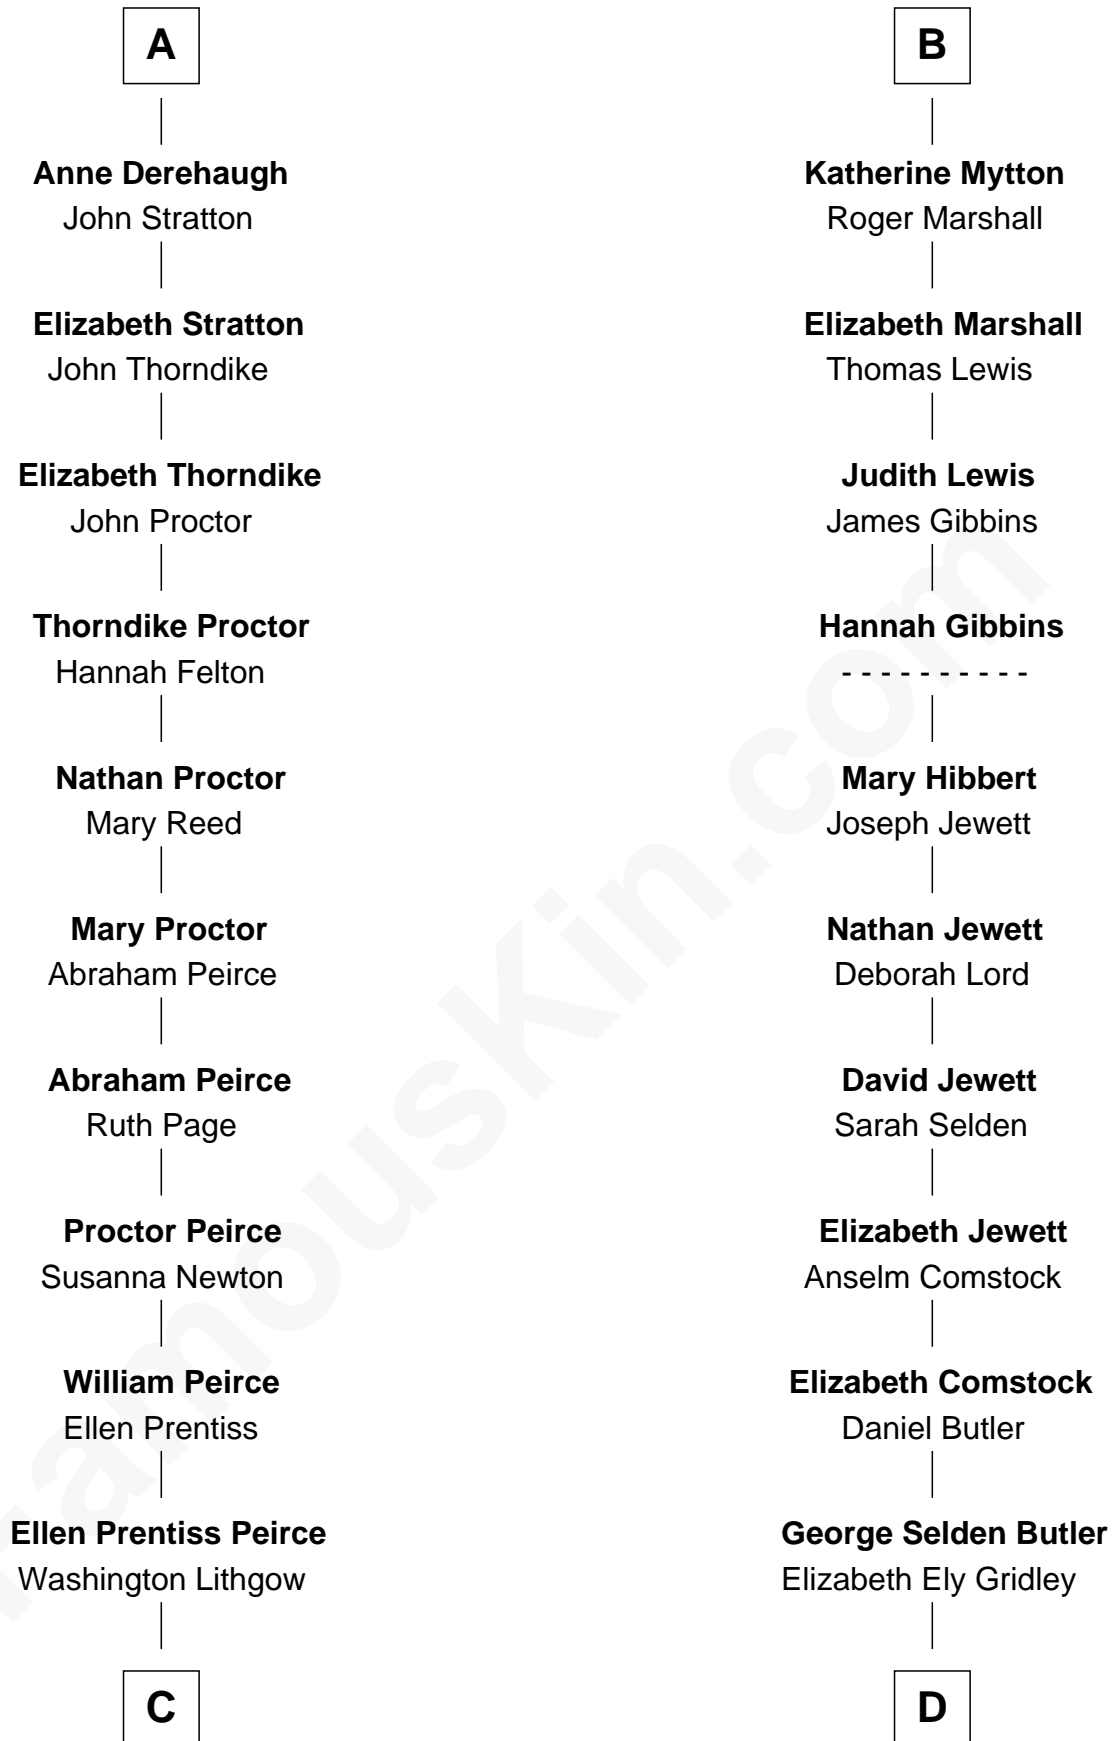 A
Anne Derehaugh
John Stratton
Elizabeth Stratton
John Thorndike
Elizabeth Thorndike
John Proctor
Thorndike Proctor
Hannah Felton
Nathan Proctor
Mary Reed
Mary Proctor
Abraham Peirce
Abraham Peirce
Ruth Page
Proctor Peirce
Susanna Newton
William Peirce
Ellen Prentiss
Ellen Prentiss Peirce
Washington Lithgow
C
B
Katherine Mytton
Roger Marshall
Elizabeth Marshall
Thomas Lewis
Judith Lewis
James Gibbins
Hannah Gibbins
- - - - - - - - - -
Mary Hibbert
Joseph Jewett
Nathan Jewett
Deborah Lord
David Jewett
Sarah Selden
Elizabeth Jewett
Anselm Comstock
Elizabeth Comstock
Daniel Butler
George Selden Butler
Elizabeth Ely Gridley
D
FamousKin.com